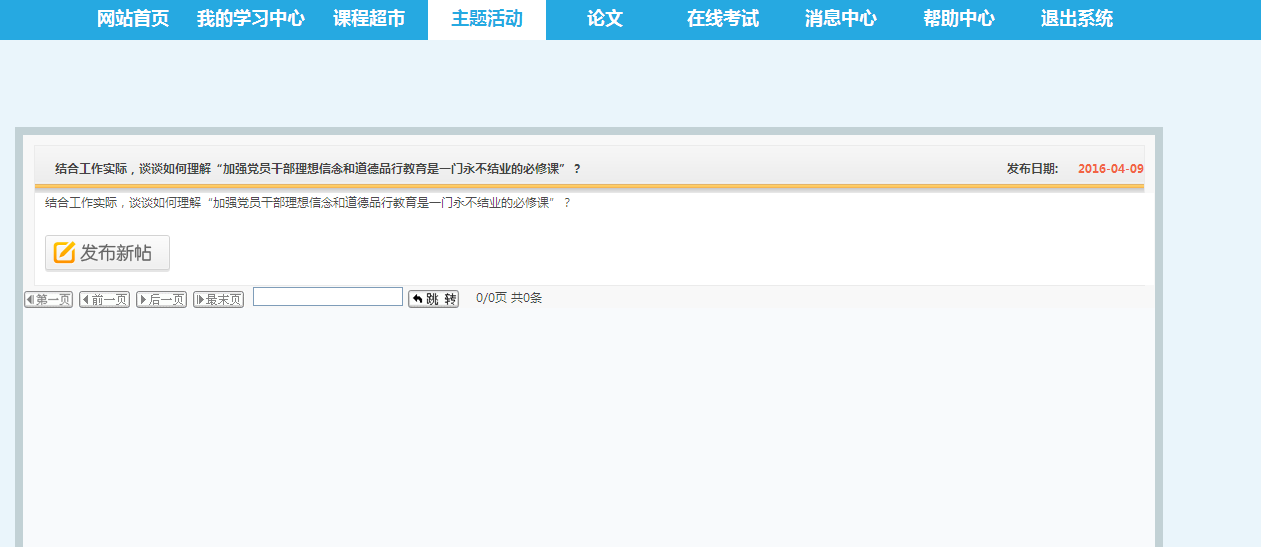 网站首页 我的学习中心 课程超市 主题活动 论文 在线考试 消息中心 帮助中心 退出系统
结合工作实际，谈谈如何理解“加强党员干部理想信念和道德品行教育是一门永不结业的必修课”？ 发布日期: 2016-04-09
结合工作实际，谈谈如何理解“加强党员干部理想信念和道德品行教育是一门永不结业的必修课”？
发布新帖
第一页 前一页 后一页 最末页 跳 转 0/0页 共0条